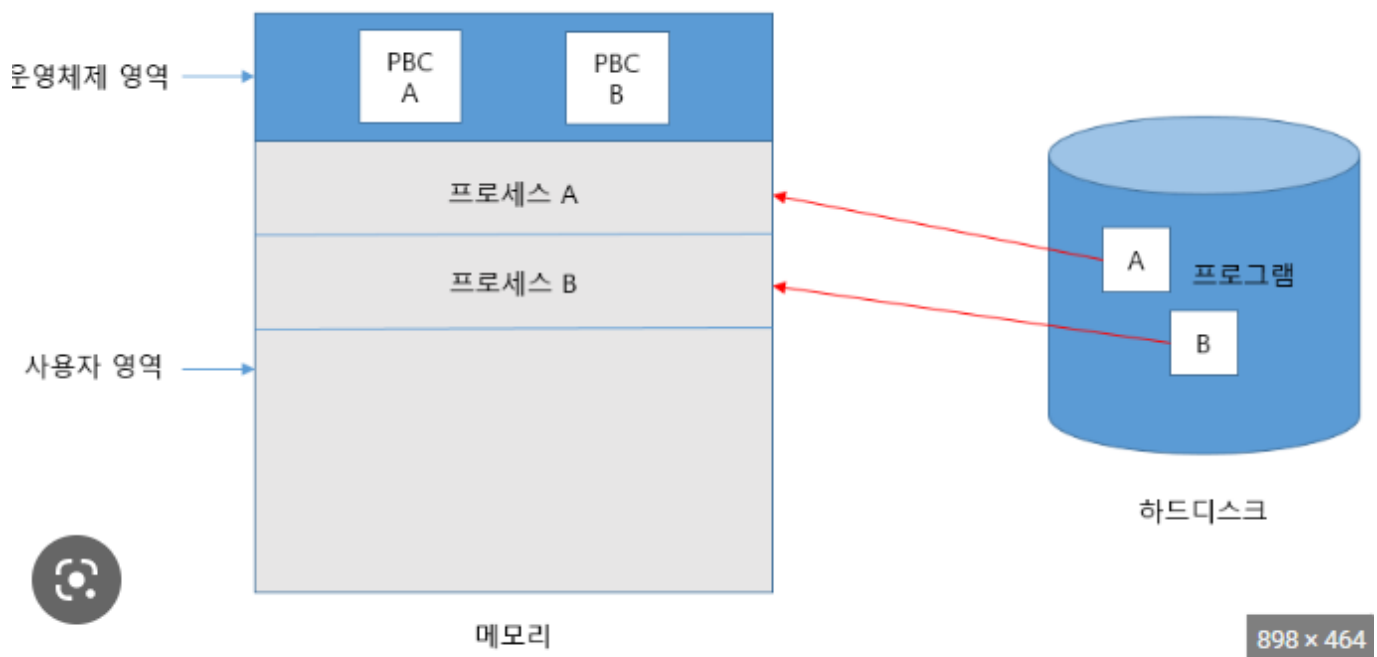 PBC
A
PBC
B
운영체제 영역
프로세스 A
프로세스 B
A
프로그램
B
사용자 영역
하드디스크
메모리
898 × 464